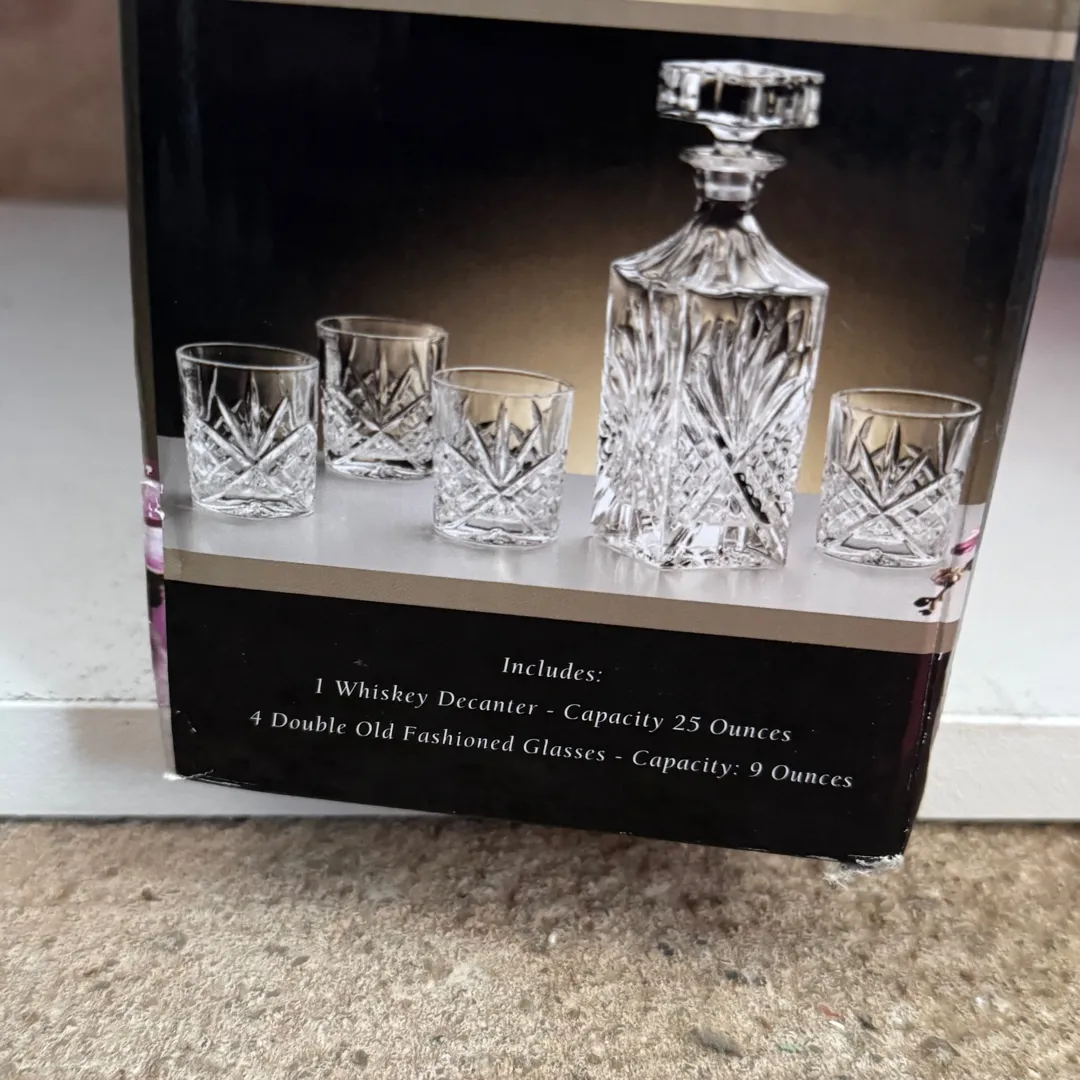 Includes:
1 Whiskey Decanter - Capacity 25 Ounces
4 Double Old Fashioned Glasses - Capacity: 9 Ounces